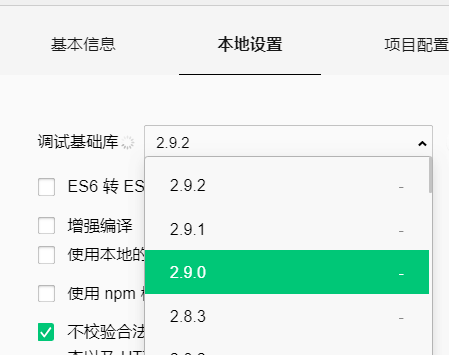 基本信息
本地设置
项目配置
调试基础库
2.9.2
2.9.2 -
ES6 转 ES
2.9.1 -
增强编译
使用本地的
2.9.0 -
使用 npm
2.8.3 -
不校验合法